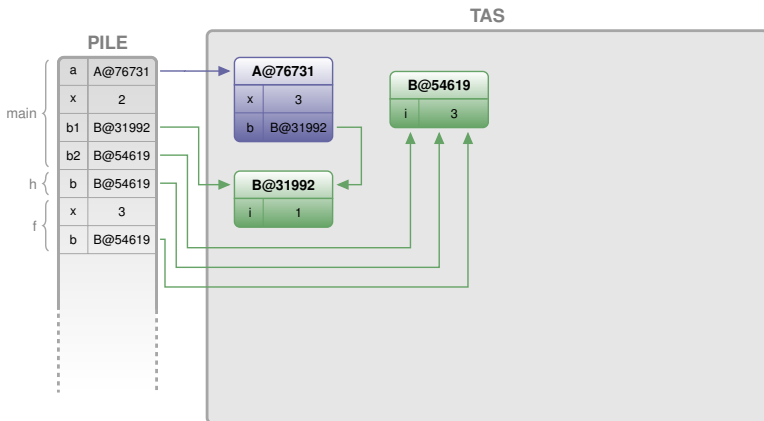 TAS
PILE
main
a A@76731
x 2
b1 B@31992
b2 B@54619
h
b B@54619
f
x 3
b B@54619
A@76731
x 3
b B@31992
B@54619
i 3
B@31992
i 1